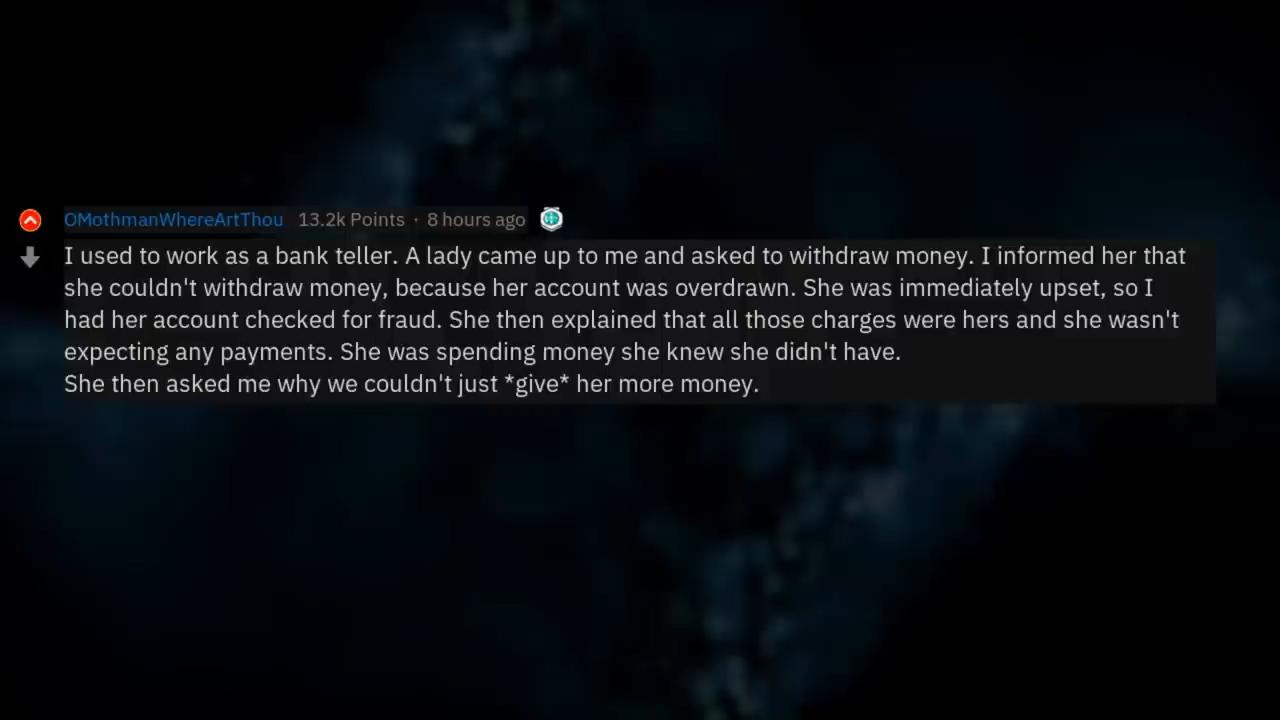 OMothmanWhereArtThou 13.2k Points · 8 hours ago
I used to work as a bank teller. A lady came up to me and asked to withdraw money. I informed her that
she couldn't withdraw money, because her account was overdrawn. She was immediately upset, so I
had her account checked for fraud. She then explained that all those charges were hers and she wasn't
expecting any payments. She was spending money she knew she didn't have.
She then asked me why we couldn't just *give* her more money.